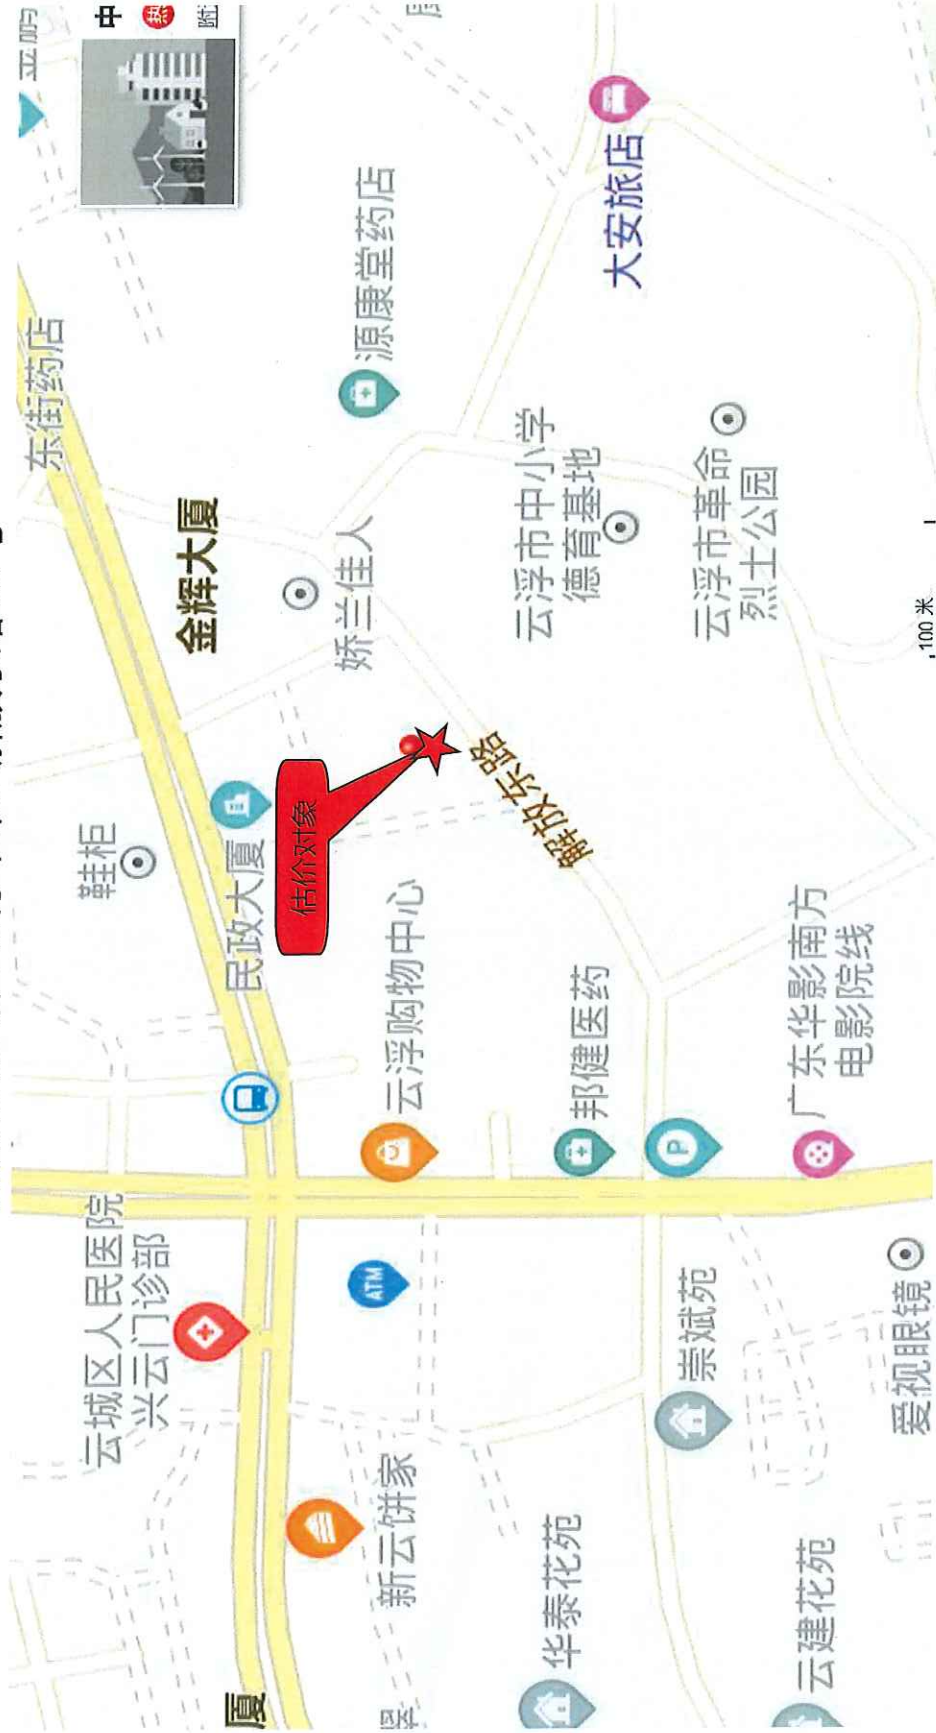 东街药店
中
热
源康堂药店
大安旅店
金辉大厦
娇兰佳人
云浮市中小学
德育基地
云浮市革命
烈士公园
100 米
鞋柜
民政大厦
估价对象
解放东路
云浮购物中心
邦健医药
P
广东华影南方
电影院线
云城区人民医院
兴云门诊部
ATM
崇斌苑
爱视眼镜
新云饼家
华泰花苑
云建花苑
厦